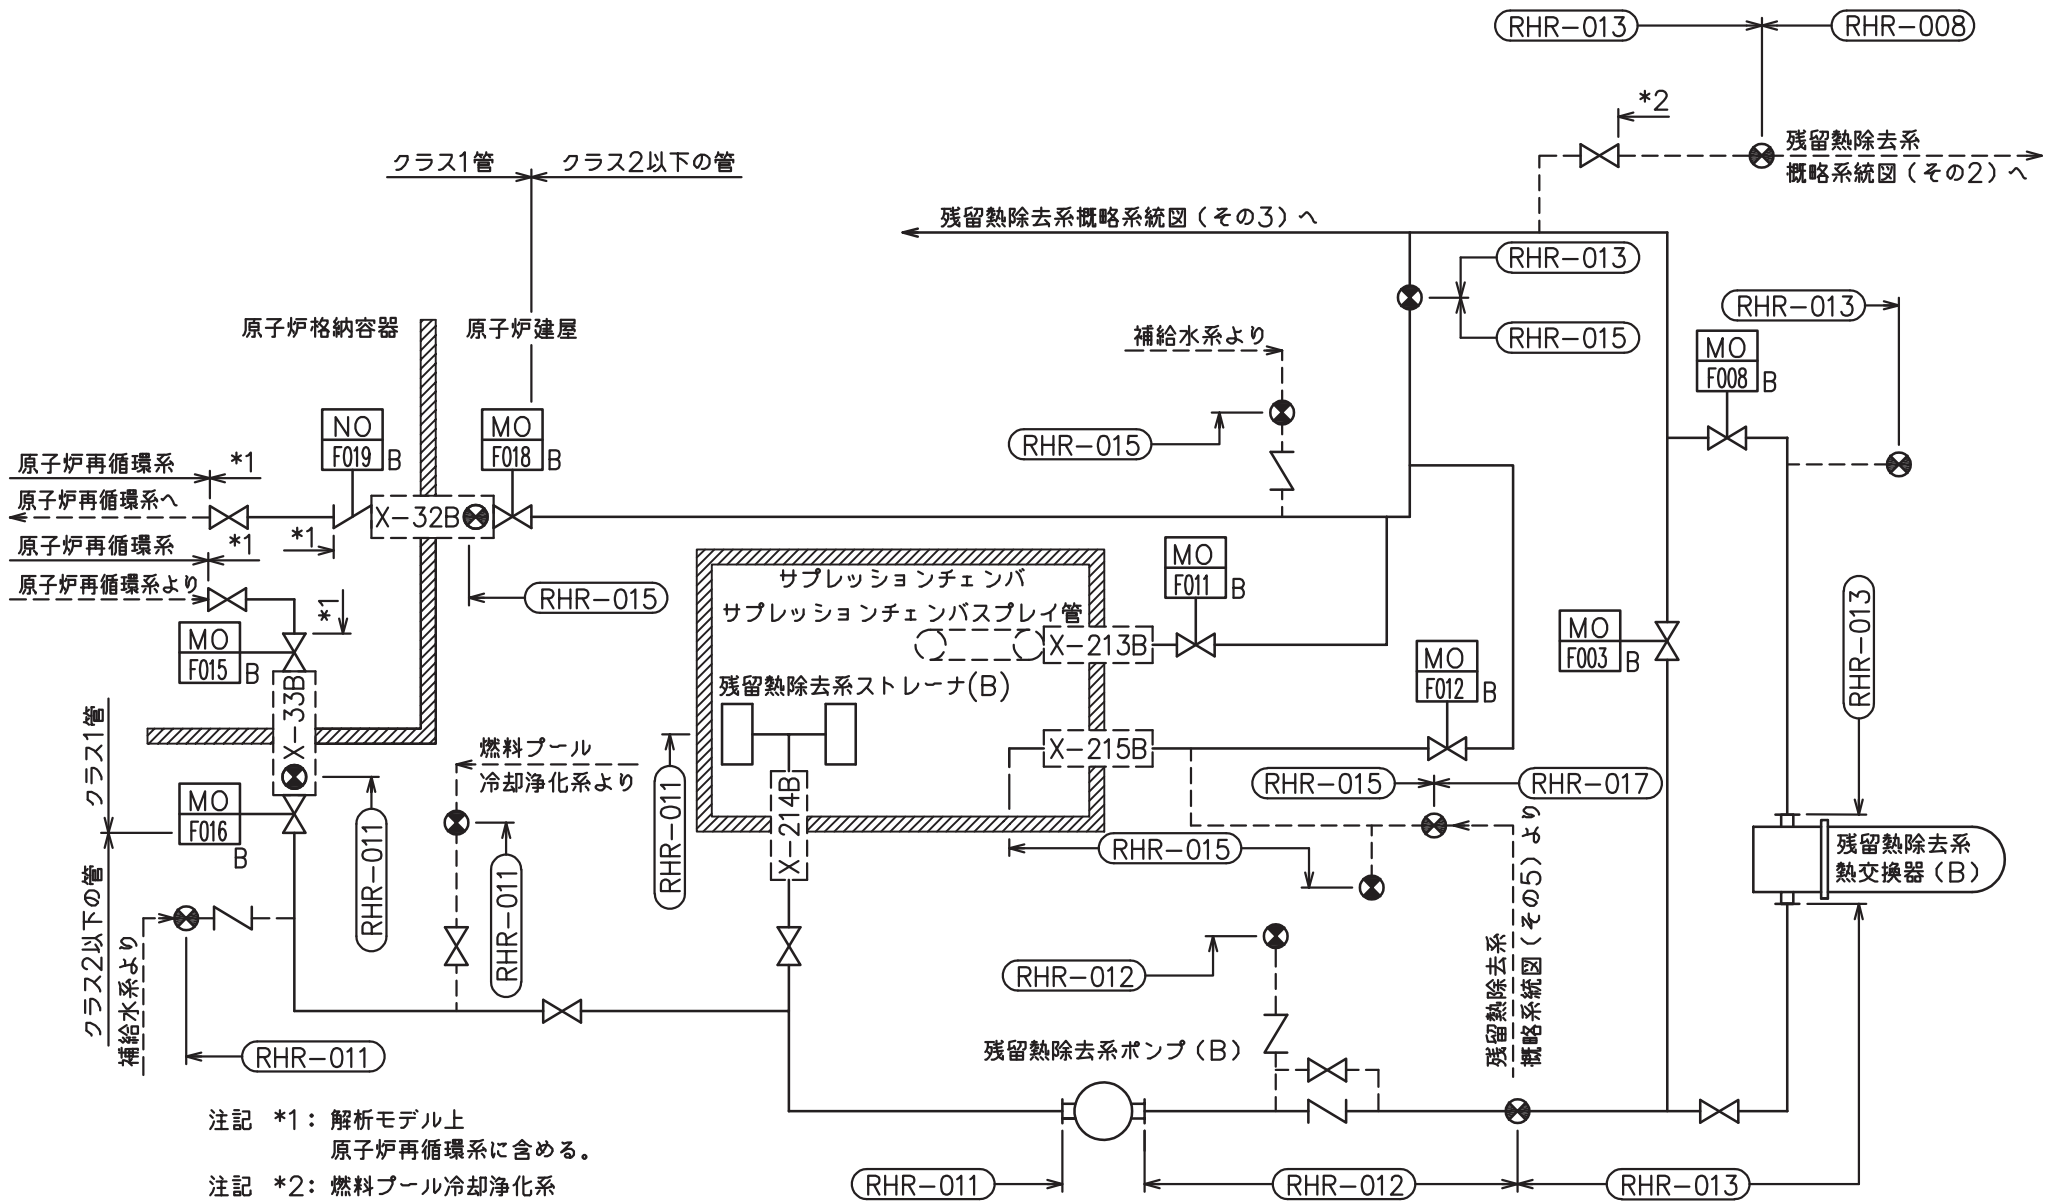 RHR-013
RHR-008
*2
残留熱除去系
概略系統図(その2)へ
クラス1管
クラス2以下の管
残留熱除去系概略系統図(その3)へ
RHR-013
RHR-015
RHR-013
原子炉格納容器
原子炉建屋
補給水系より
MO
F008
B
NO
F019
B
MO
F018
B
RHR-015
原子炉再循環系
*1
原子炉再循環系へ
X-32B
*1
原子炉再循環系
*1
原子炉再循環系より
*1
RHR-015
MO
F015
B
X-33B
サプレッションチェンバ
サプレッションチェンバスプレイ管
X-213B
MO
F011
B
MO
F003
B
RHR-013
MO
F012
B
残留熱除去系ストレーナ(B)
X-215B
X-214B
RHR-011
燃料プール
冷却浄化系より
クラス1管
クラス2以下の管
MO
F016
B
RHR-011
RHR-011
RHR-015
RHR-017
RHR-015
残留熱除去系
熱交換器(B)
残留熱除去系
概略系統図(その5)より
補給水系より
RHR-011
RHR-012
残留熱除去系ポンプ(B)
RHR-011
RHR-012
RHR-013
注記 *1: 解析モデル上
原子炉再循環系に含める。
注記 *2: 燃料プール冷却浄化系